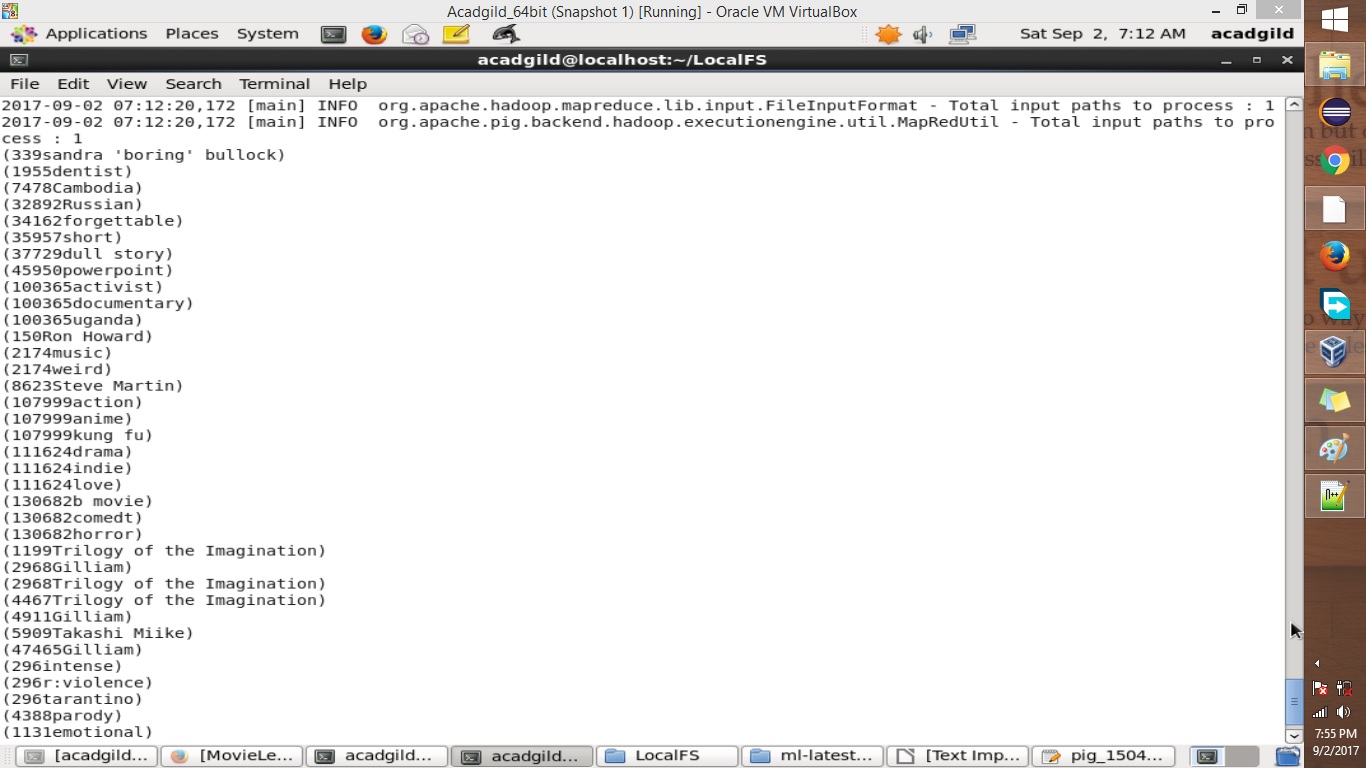 Acadgild_64bit (Snapshot 1) [Running] - Oracle VM VirtualBox
Applications Places System Sat Sep 2, 7:12 AM acadgild
acadgild@localhost:~/LocalFS
File Edit View Search Terminal Help
2017-09-02 07:12:20,172 [main] INFO  org.apache.hadoop.mapreduce.lib.input.FileInputFormat - Total input paths to process : 1
2017-09-02 07:12:20,172 [main] INFO  org.apache.pig.backend.hadoop.executionengine.util.MapRedUtil - Total input paths to pro
cess : 1
(339sandra 'boring' bullock)
(1955dentist)
(7478Cambodia)
(32892Russian)
(34162forgettable)
(35957short)
(37729dull story)
(45950powerpoint)
(100365activist)
(100365documentary)
(100365uganda)
(150Ron Howard)
(2174music)
(2174weird)
(8623Steve Martin)
(107999action)
(107999anime)
(107999kung fu)
(111624drama)
(111624indie)
(111624love)
(130682b movie)
(130682comedt)
(130682horror)
(1199Trilogy of the Imagination)
(2968Gilliam)
(2968Trilogy of the Imagination)
(4467Trilogy of the Imagination)
(4911Gilliam)
(5909Takashi Miike)
(47465Gilliam)
(296intense)
(296r:violence)
(296tarantino)
(4388parody)
(1131emotional)
[acadgild... [MovieLe... acadgild... acadgild... LocalFS ml-latest... [Text Imp... pig_1504...
7:55 PM
9/2/2017